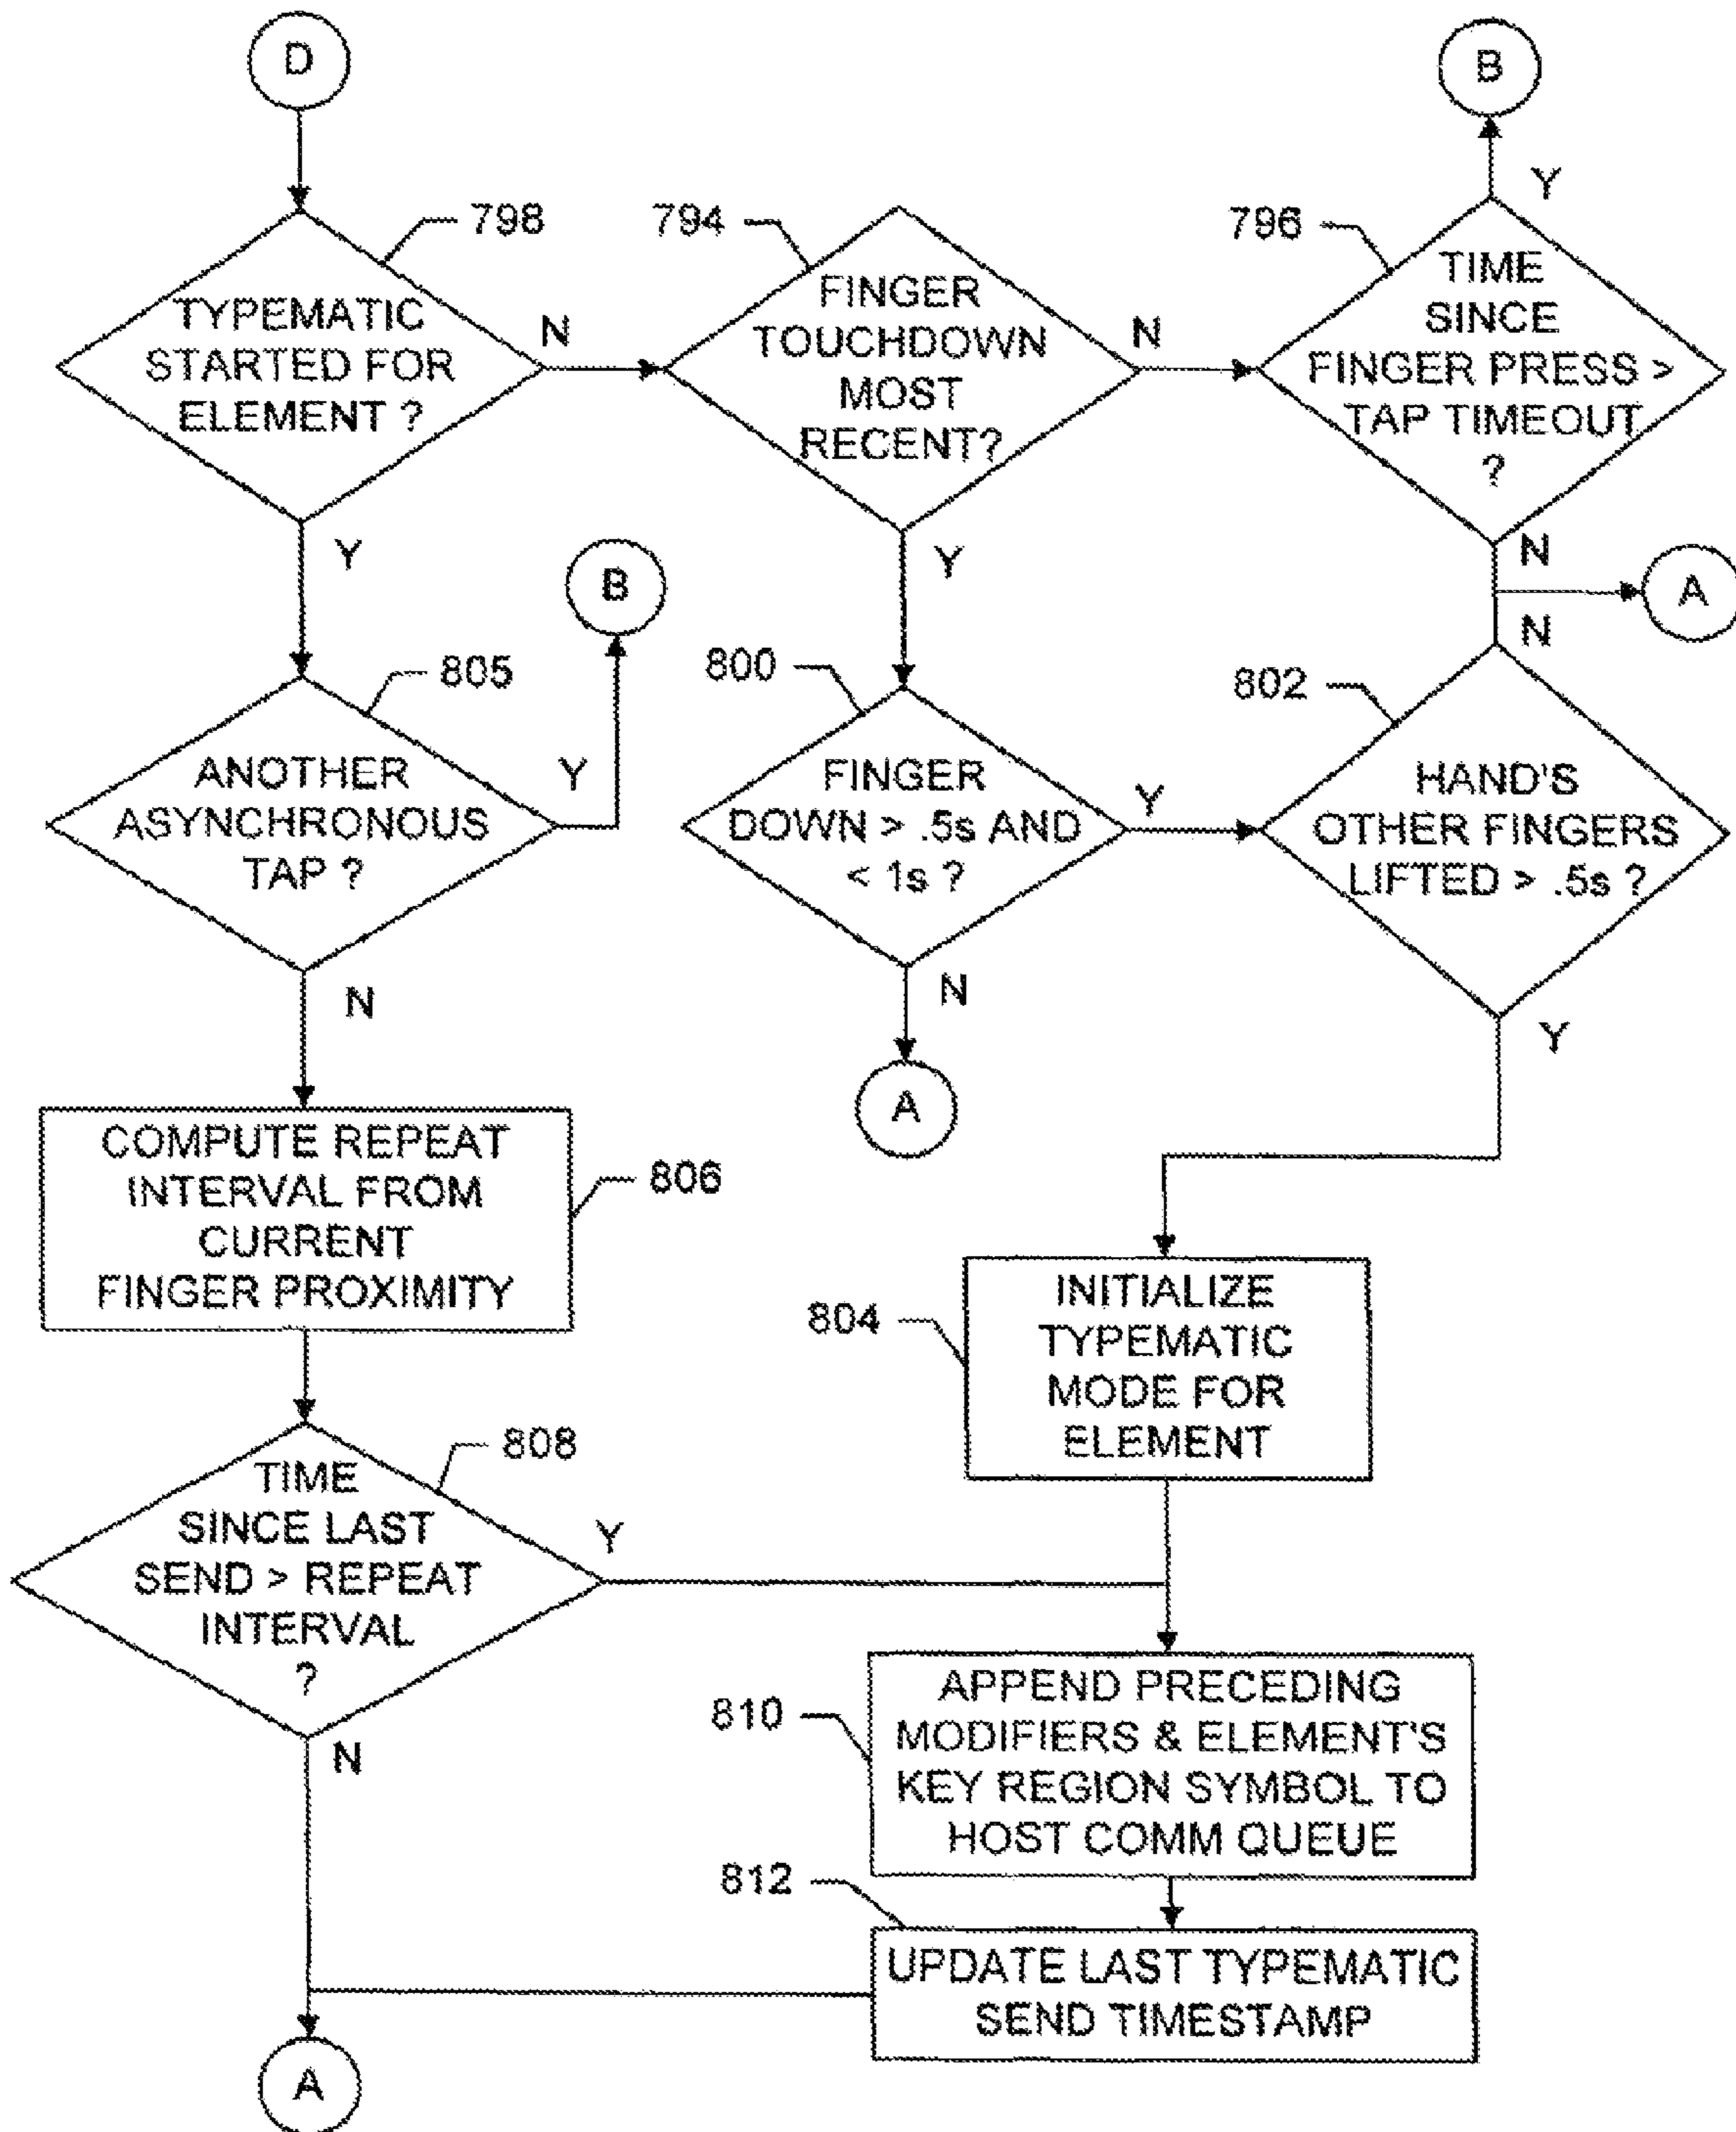 D
B
798
794
796
TYPEMATIC
STARTED FOR
ELEMENT ?
N
Y
FINGER
TOUCHDOWN
MOST
RECENT?
N
Y
TIME
SINCE
FINGER PRESS >
TAP TIMEOUT
?
Y
N
B
A
805
ANOTHER
ASYNCHRONOUS
TAP ?
Y
N
800
FINGER
DOWN > .5s AND
< 1s ?
Y
N
A
802
HAND'S
OTHER FINGERS
LIFTED > .5s ?
N
Y
COMPUTE REPEAT
INTERVAL FROM
CURRENT
FINGER PROXIMITY
806
804
INITIALIZE
TYPEMATIC
MODE FOR
ELEMENT
808
TIME
SINCE LAST
SEND > REPEAT
INTERVAL
?
Y
N
810
APPEND PRECEDING
MODIFIERS & ELEMENT'S
KEY REGION SYMBOL TO
HOST COMM QUEUE
812
UPDATE LAST TYPEMATIC
SEND TIMESTAMP
A